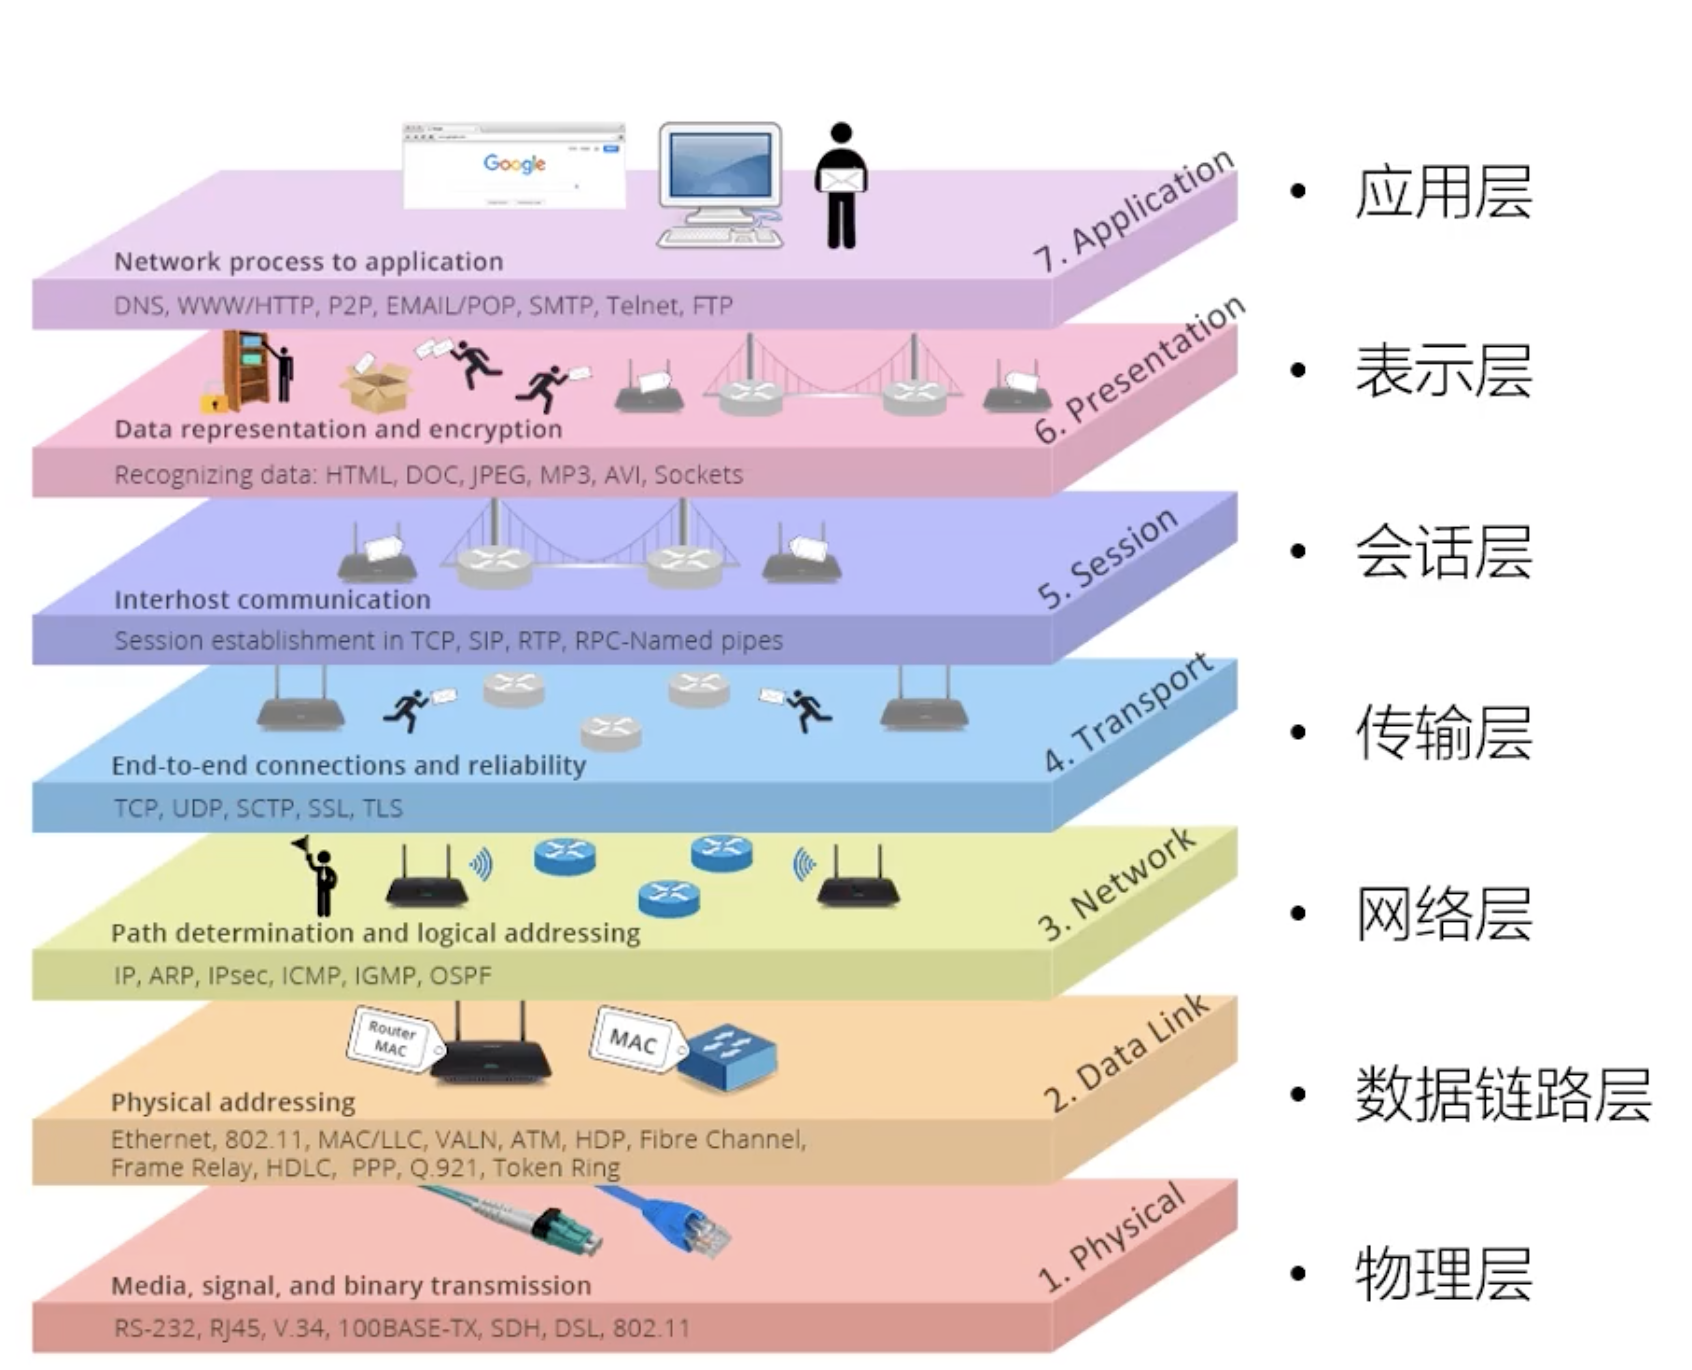 Google
7. Application
• 应用层
Network process to application
DNS, WWW/HTTP, P2P, EMAIL/POP, SMTP, Telnet, FTP
6. Presentation
• 表示层
Data representation and encryption
Recognizing data: HTML, DOC, JPEG, MP3, AVI, Sockets
5. Session
• 会话层
Interhost communication
Session establishment in TCP, SIP, RTP, RPC-Named pipes
4. Transport
• 传输层
End-to-end connections and reliability
TCP, UDP, SCTP, SSL, TLS
3. Network
• 网络层
Path determination and logical addressing
IP, ARP, IPsec, ICMP, IGMP, OSPF
Router
MAC
MAC
2. Data Link
• 数据链路层
Physical addressing
Ethernet, 802.11, MAC/LLC, VALN, ATM, HDP, Fibre Channel,
Frame Relay, HDLC, PPP, Q.921, Token Ring
1. Physical
• 物理层
Media, signal, and binary transmission
RS-232, RJ45, V.34, 100BASE-TX, SDH, DSL, 802.11